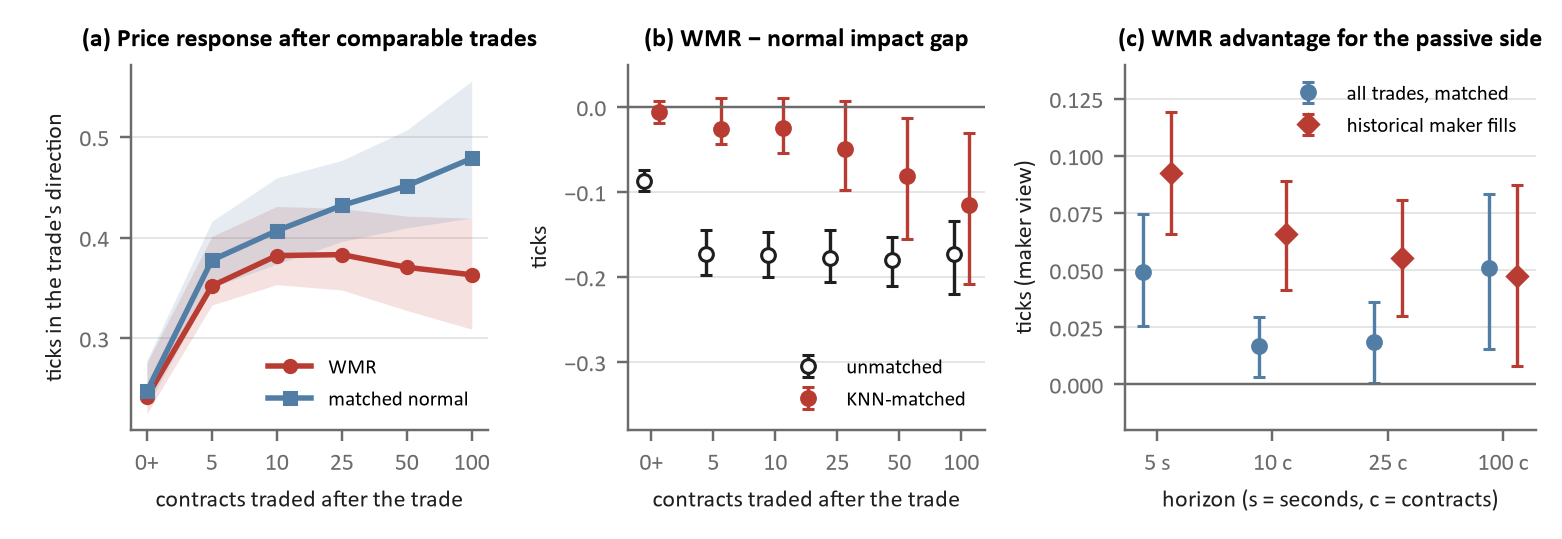 (a) Price response after comparable trades
ticks in the trade's direction
0.5
0.4
0.3
WMR
matched normal
0+ 5 10 25 50 100
contracts traded after the trade
(b) WMR – normal impact gap
ticks
0.0
−0.1
−0.2
−0.3
unmatched
KNN-matched
0+ 5 10 25 50 100
contracts traded after the trade
(c) WMR advantage for the passive side
ticks (maker view)
0.125
0.100
0.075
0.050
0.025
0.000
all trades, matched
historical maker fills
5 s 10 c 25 c 100 c
horizon (s = seconds, c = contracts)